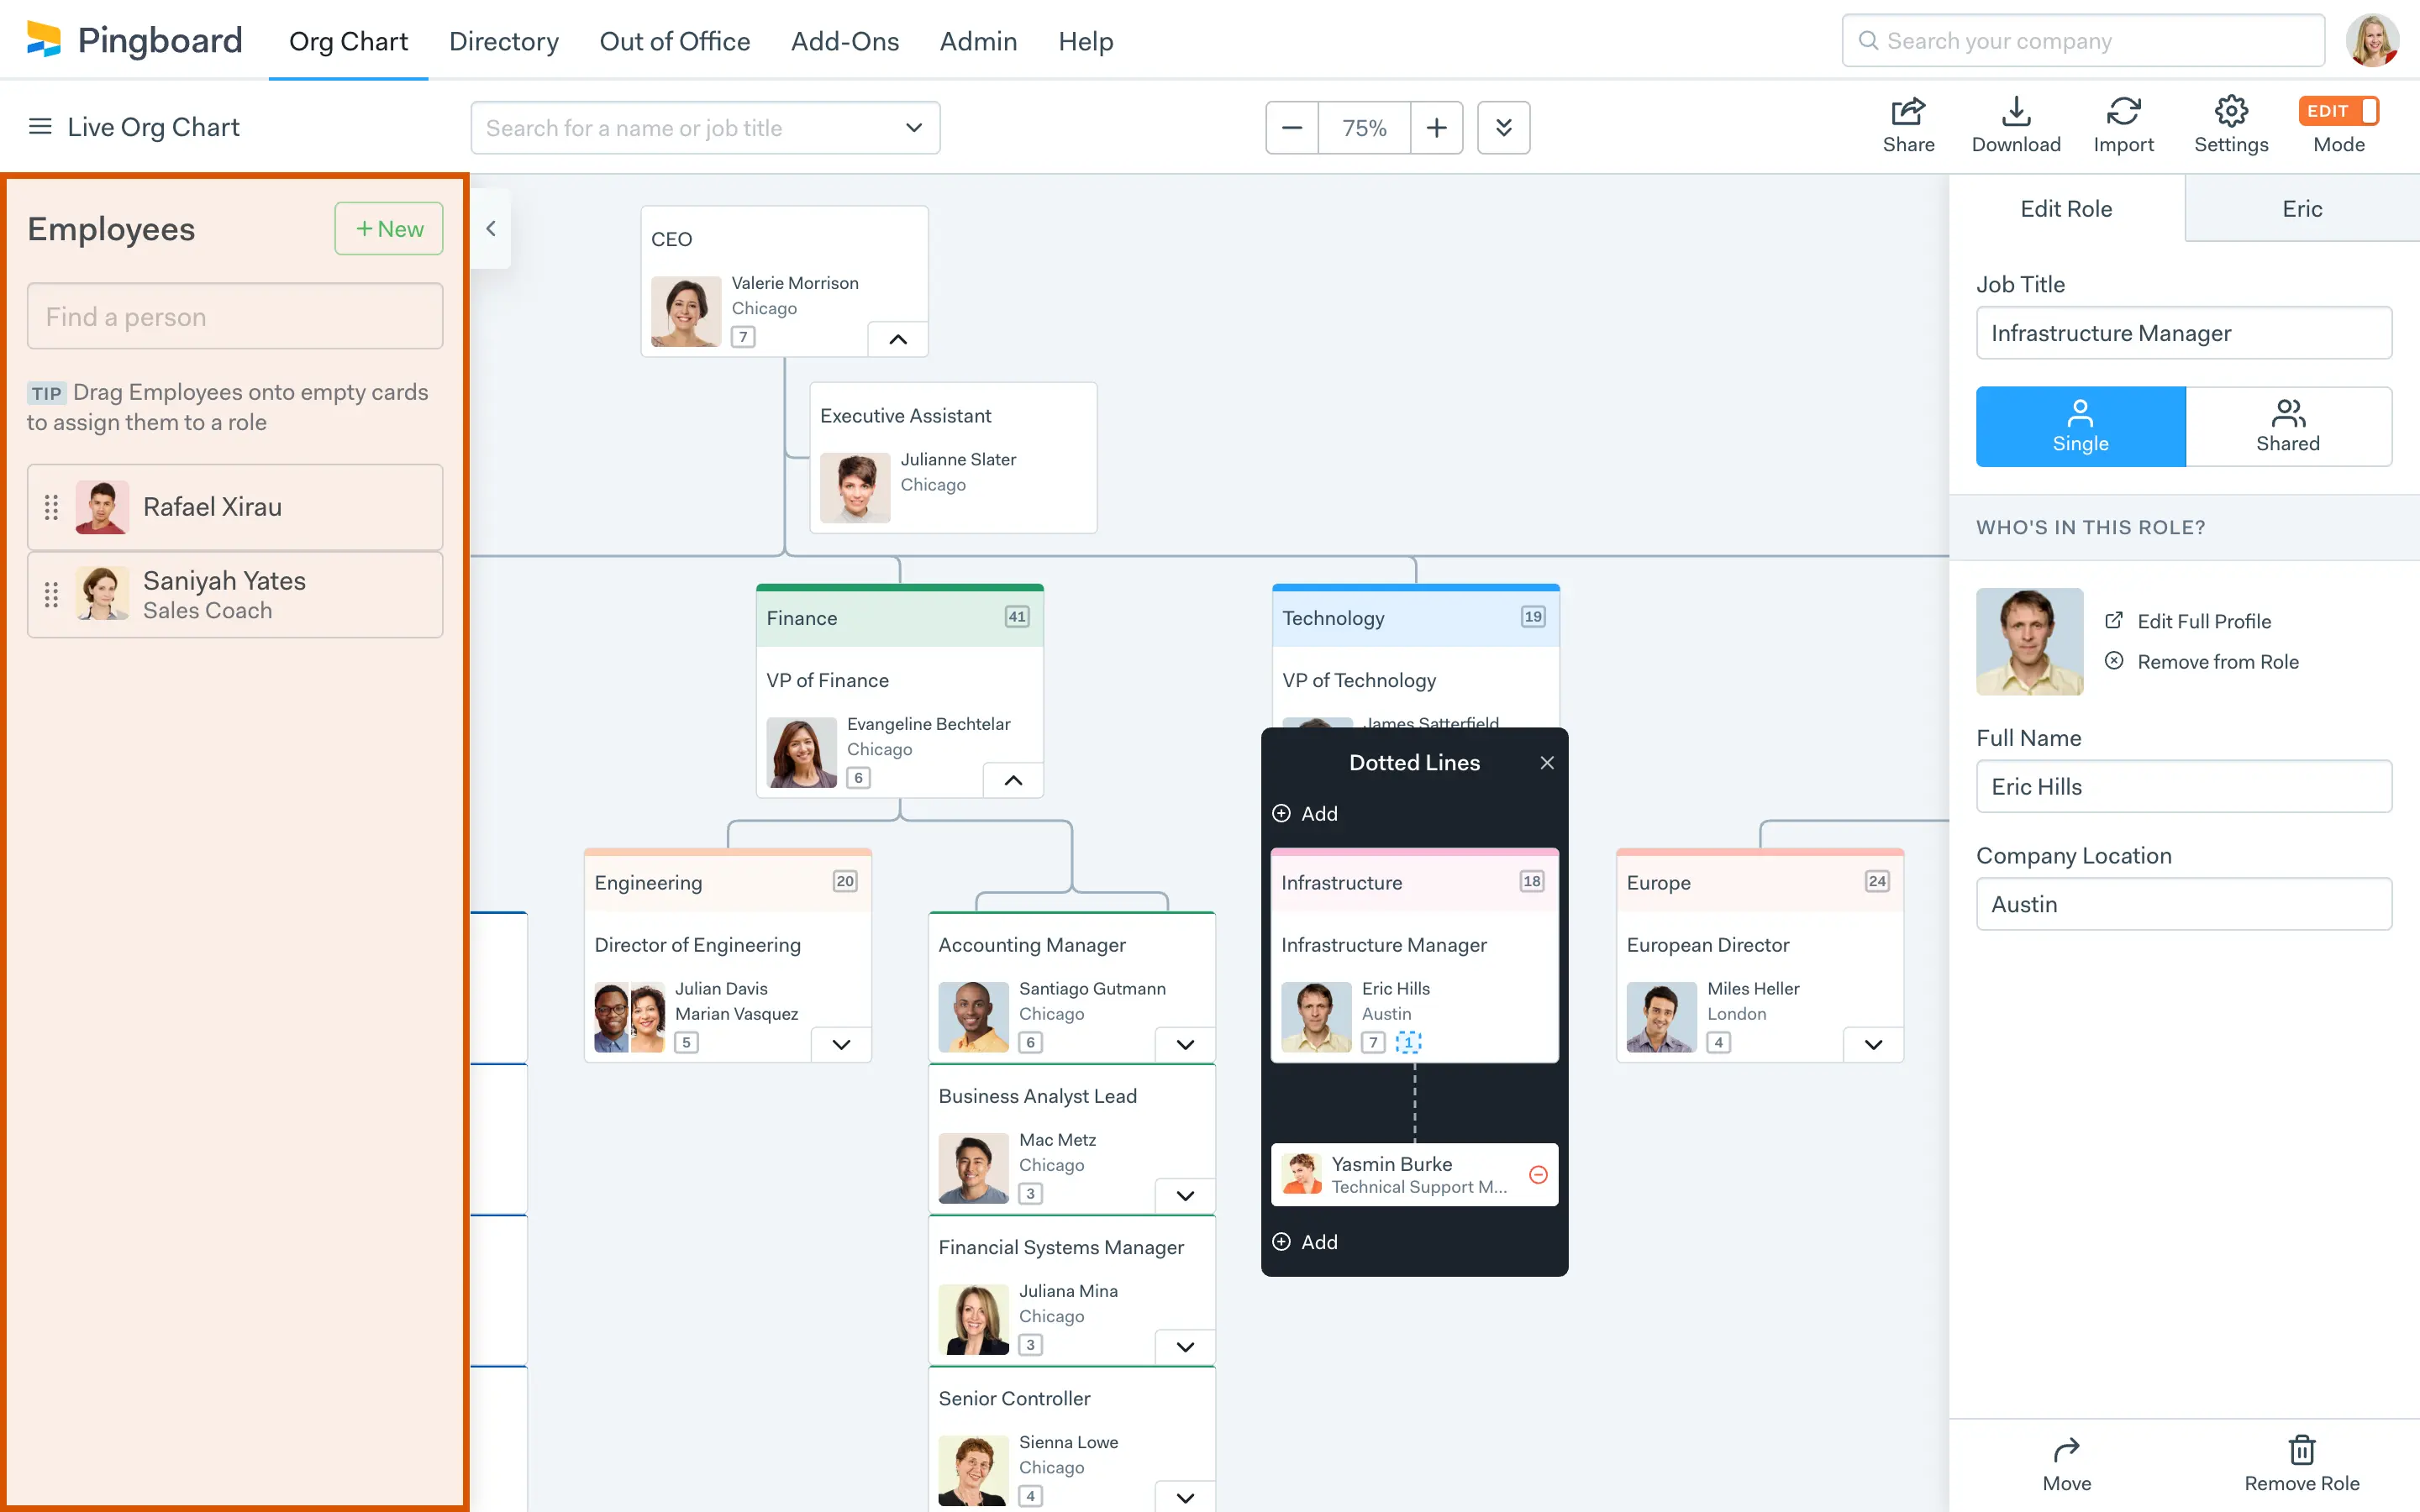 Pingboard
Org Chart
Directory
Out of Office
Add-Ons
Admin
Help
Search your company
Live Org Chart
Search for a name or job title
75%
Share
Download
Import
Settings
EDIT
Mode
Employees
+ New
Find a person
TIP Drag Employees onto empty cards
to assign them to a role
Rafael Xirau
Saniyah Yates
Sales Coach
CEO
Valerie Morrison
Chicago
7
Executive Assistant
Julianne Slater
Chicago
Finance
41
VP of Finance
Evangeline Bechtelar
Chicago
6
Technology
19
VP of Technology
James Satterfield
Engineering
20
Director of Engineering
Julian Davis
Marian Vasquez
5
Accounting Manager
Santiago Gutmann
Chicago
6
Business Analyst Lead
Mac Metz
Chicago
3
Financial Systems Manager
Juliana Mina
Chicago
3
Senior Controller
Sienna Lowe
Chicago
4
Dotted Lines
Add
Infrastructure
18
Infrastructure Manager
Eric Hills
Austin
7
1
Yasmin Burke
Technical Support M...
Add
Europe
24
European Director
Miles Heller
London
4
Edit Role
Eric
Job Title
Infrastructure Manager
Single
Shared
WHO'S IN THIS ROLE?
Edit Full Profile
Remove from Role
Full Name
Eric Hills
Company Location
Austin
Move
Remove Role